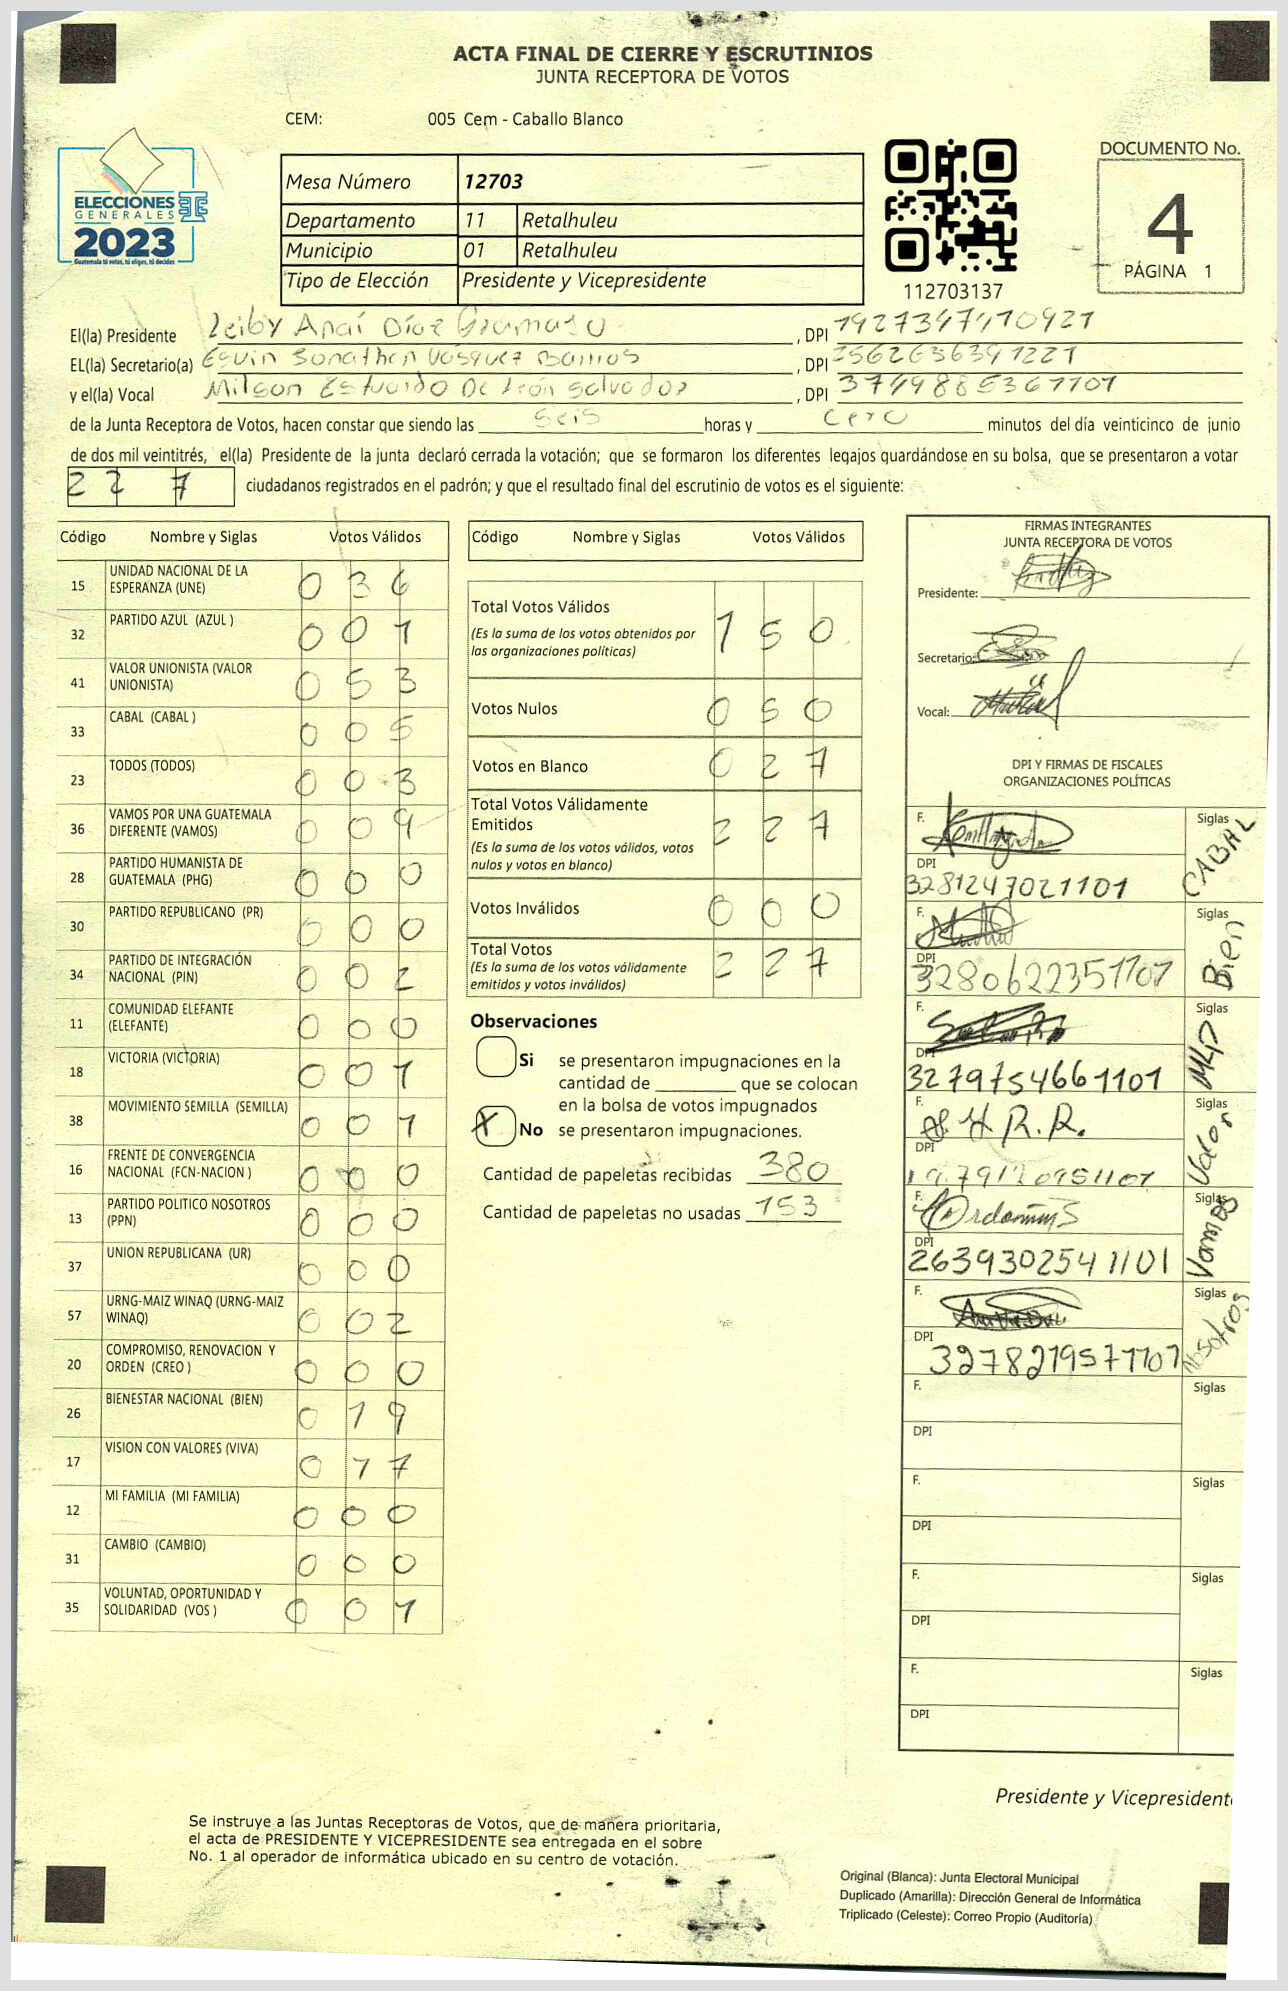 ACTA FINAL DE CIERRE Y ESCRUTINIOS
JUNTA RECEPTORA DE VOTOS
CEM: 005 Cem - Caballo Blanco
ELECCIONES
GENERALES
2023
Guatemala tú votas, tú eliges, tú decides
Mesa Número 12703
Departamento 11 Retalhuleu
Municipio 01 Retalhuleu
Tipo de Elección Presidente y Vicepresidente
112703137
DOCUMENTO No.
4
PÁGINA 1
El(la) Presidente Leiby Anaí Díaz , DPI 1927347410921
EL(la) Secretario(a) Esvin Jonathan Vásquez Barrios , DPI
y el(la) Vocal Milson Estuardo De León Salvador , DPI 3749885361101
de la Junta Receptora de Votos, hacen constar que siendo las seis horas y cero minutos del día veinticinco de junio
de dos mil veintitrés, el(la) Presidente de la junta declaró cerrada la votación; que se formaron los diferentes legajos guardándose en su bolsa, que se presentaron a votar
227 ciudadanos registrados en el padrón; y que el resultado final del escrutinio de votos es el siguiente:
Código Nombre y Siglas Votos Válidos
15 UNIDAD NACIONAL DE LA ESPERANZA (UNE) 036
32 PARTIDO AZUL (AZUL ) 001
41 VALOR UNIONISTA (VALOR UNIONISTA) 053
33 CABAL (CABAL ) 005
23 TODOS (TODOS) 003
36 VAMOS POR UNA GUATEMALA DIFERENTE (VAMOS) 009
28 PARTIDO HUMANISTA DE GUATEMALA (PHG) 000
30 PARTIDO REPUBLICANO (PR) 000
34 PARTIDO DE INTEGRACIÓN NACIONAL (PIN) 002
11 COMUNIDAD ELEFANTE (ELEFANTE) 000
18 VICTORIA (VICTORIA) 001
38 MOVIMIENTO SEMILLA (SEMILLA) 001
16 FRENTE DE CONVERGENCIA NACIONAL (FCN-NACION ) 000
13 PARTIDO POLITICO NOSOTROS (PPN) 000
37 UNION REPUBLICANA (UR) 000
57 URNG-MAIZ WINAQ (URNG-MAIZ WINAQ) 002
20 COMPROMISO, RENOVACION Y ORDEN (CREO ) 000
26 BIENESTAR NACIONAL (BIEN) 019
17 VISION CON VALORES (VIVA) 017
12 MI FAMILIA (MI FAMILIA) 000
31 CAMBIO (CAMBIO) 000
35 VOLUNTAD, OPORTUNIDAD Y SOLIDARIDAD (VOS ) 001
Código Nombre y Siglas Votos Válidos
Total Votos Válidos 150
(Es la suma de los votos obtenidos por
las organizaciones políticas)
Votos Nulos 050
Votos en Blanco 027
Total Votos Válidamente
Emitidos 227
(Es la suma de los votos válidos, votos
nulos y votos en blanco)
Votos Inválidos 000
Total Votos 227
(Es la suma de los votos válidamente
emitidos y votos inválidos)
Observaciones
Si se presentaron impugnaciones en la
cantidad de ________ que se colocan
en la bolsa de votos impugnados
X No se presentaron impugnaciones.
Cantidad de papeletas recibidas 380
Cantidad de papeletas no usadas 153
FIRMAS INTEGRANTES
JUNTA RECEPTORA DE VOTOS
Presidente:
Secretario:
Vocal:
DPI Y FIRMAS DE FISCALES
ORGANIZACIONES POLÍTICAS
F. Siglas CABAL
DPI
3281247021101
F. Siglas Bien
DPI
3280622351101
F. Siglas MLP
DPI
3279754661101
F. H. R.R. Siglas Valor
DPI
F. Siglas Vamos
DPI
2639302541101
F. Siglas Nosotros
DPI
3278219571101
F. Siglas
DPI
F. Siglas
DPI
F. Siglas
DPI
F. Siglas
DPI
Presidente y Vicepresident
Se instruye a las Juntas Receptoras de Votos, que de manera prioritaria,
el acta de PRESIDENTE Y VICEPRESIDENTE sea entregada en el sobre
No. 1 al operador de informática ubicado en su centro de votación.
Original (Blanca): Junta Electoral Municipal
Duplicado (Amarilla): Dirección General de Informática
Triplicado (Celeste): Correo Propio (Auditoría)